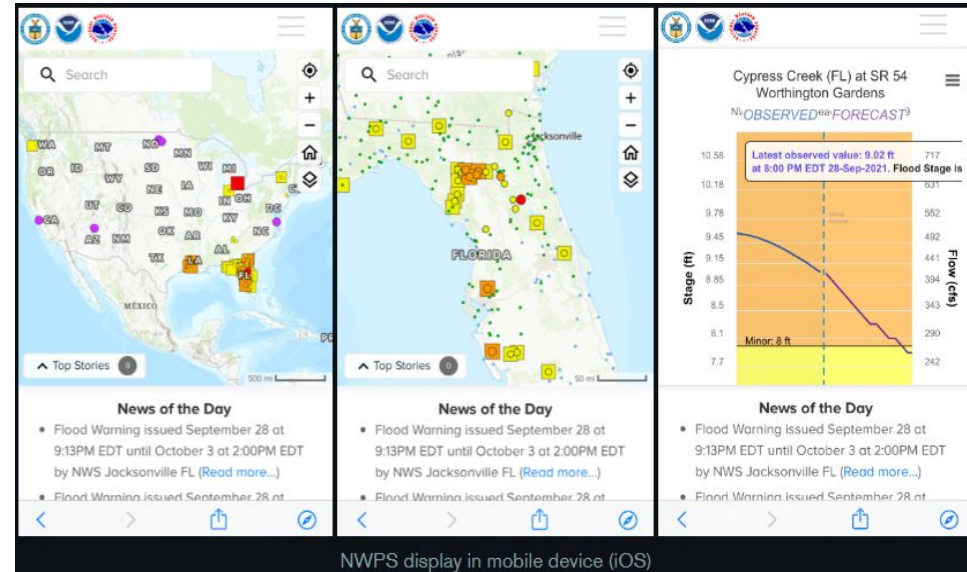 Search
WA
MT
ND
MN
OR
ID
SD
WI
MI
WY
NE
IA
IN
OH
UT
CO
KS
MO
KY
DE
CA
AZ
NM
OK
AR
NC
TX
LA
AL
FL
MÉXICO
Top Stories 9
500 mi
News of the Day
Flood Warning issued September 28 at
9:13PM EDT until October 3 at 2:00PM EDT
by NWS Jacksonville FL (Read more...)
Flood Warning issued September 28 at
Search
Jacksonville
FLORIDA
Top Stories 0
50 mi
News of the Day
Flood Warning issued September 28 at
9:13PM EDT until October 3 at 2:00PM EDT
by NWS Jacksonville FL (Read more...)
Flood Warning issued September 28 at
Cypress Creek (FL) at SR 54
Worthington Gardens
OBSERVED FORECAST
Latest observed value: 9.02 ft
at 8:00 PM EDT 28-Sep-2021. Flood Stage is
Stage (ft)
10.58
10.18
9.78
9.45
9.15
8.85
8.5
8.1
7.7
Minor: 8 ft
717
631
552
492
441
394
343
290
242
Flow (cfs)
News of the Day
Flood Warning issued September 28 at
9:13PM EDT until October 3 at 2:00PM EDT
by NWS Jacksonville FL (Read more...)
Flood Warning issued September 28 at
NWPS display in mobile device (iOS)